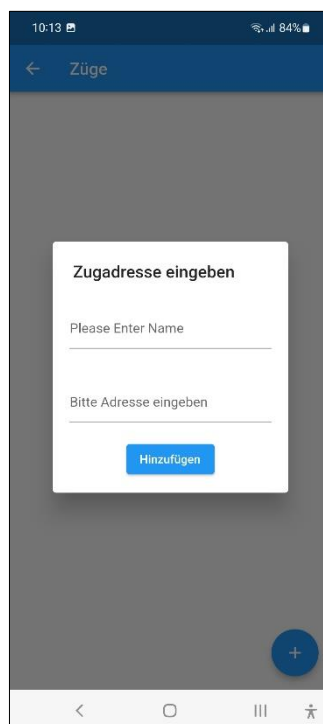 10:13 84%
Züge
Zugadresse eingeben
Please Enter Name
Bitte Adresse eingeben
Hinzufügen